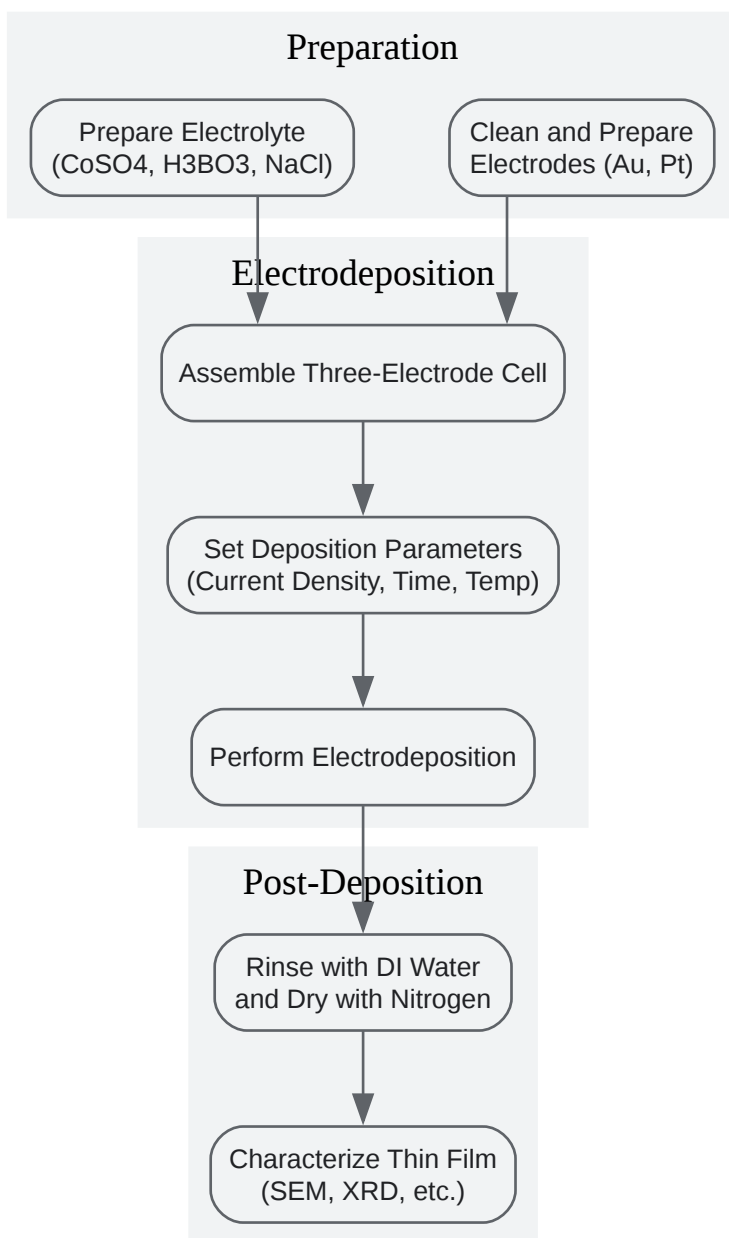 Preparation
Prepare Electrolyte
(CoSO4, H3BO3, NaCl)
Clean and Prepare
Electrodes (Au, Pt)
Electrodeposition
Assemble Three-Electrode Cell
Set Deposition Parameters
(Current Density, Time, Temp)
Perform Electrodeposition
Post-Deposition
Rinse with DI Water
and Dry with Nitrogen
Characterize Thin Film
(SEM, XRD, etc.)